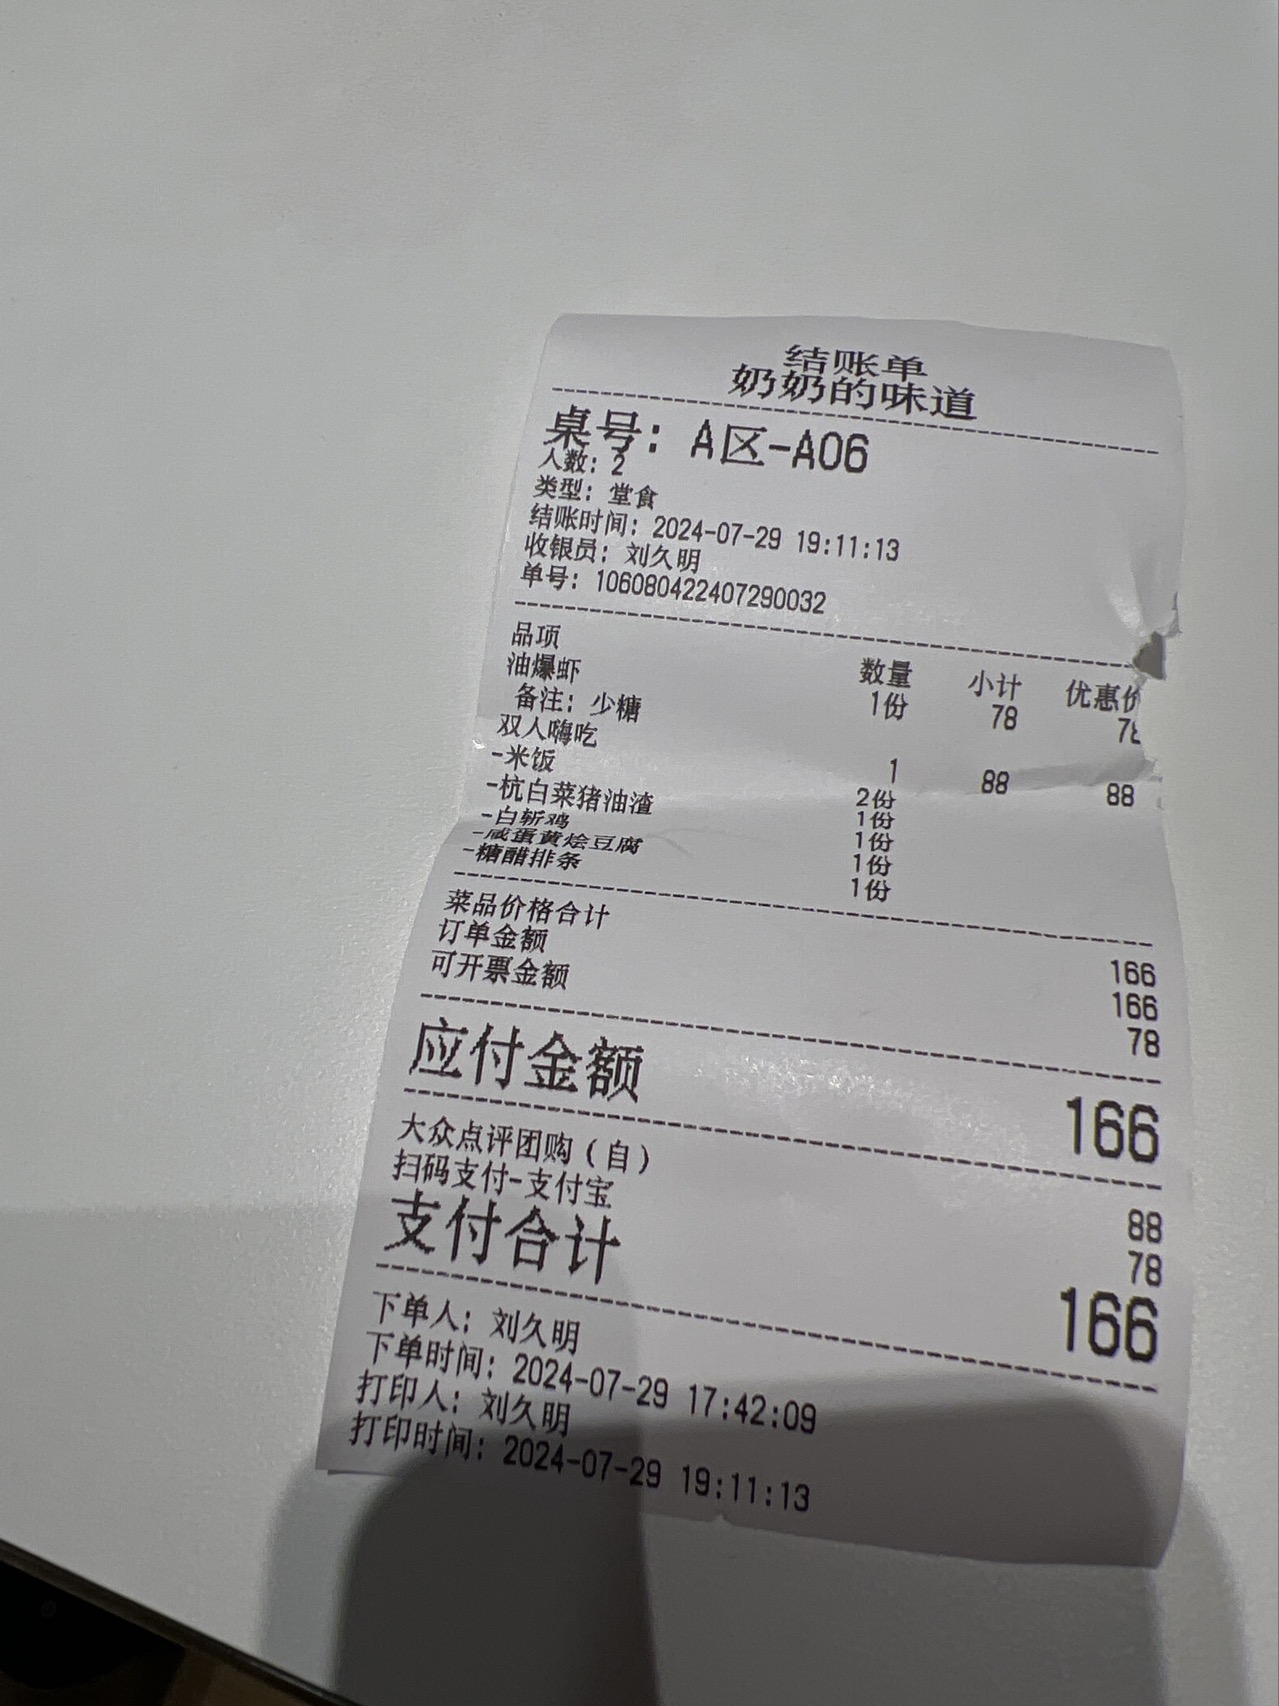 结账单
奶奶的味道
桌号：A区-A06
人数：2
类型：堂食
结账时间：2024-07-29 19:11:13
收银员：刘久明
单号：106080422407290032
品项 数量 小计 优惠价
油爆虾 1份 78 78
备注：少糖
双人嗨吃 1 88 88
-米饭 2份
-杭白菜猪油渣 1份
-白斩鸡 1份
-咸蛋黄烩豆腐 1份
-糖醋排条 1份
菜品价格合计 166
订单金额 166
可开票金额 78
应付金额 166
大众点评团购(自) 88
扫码支付-支付宝 78
支付合计 166
下单人：刘久明
下单时间：2024-07-29 17:42:09
打印人：刘久明
打印时间：2024-07-29 19:11:13